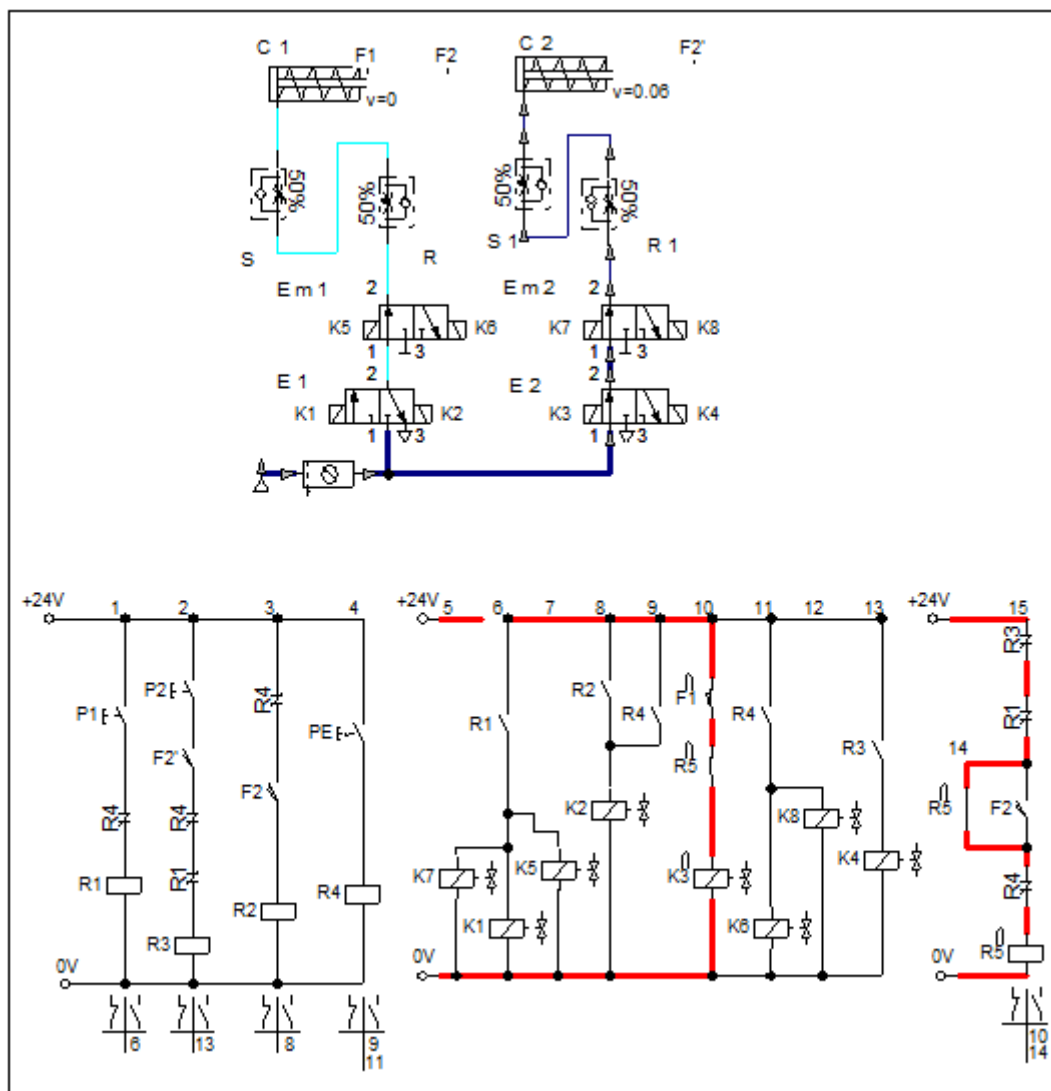 C 1 F1 F2 C 2 F2'
v=0 v=0.06
50% 50% 50% 50%
S R S 1 R 1
E m 1 2 E m 2 2
K5 K6 K7 K8
1 3 1 3
E 1 2 E 2 2
K1 K2 K3 K4
1 3 1 3
+24V 1 2 3 4 +24V 5 6 7 8 9 10 11 12 13 +24V 15
R3
R4 P2 R2 F1 R4
P1 PE R1 R4 R3 R1
F2' R5 14
F2 R5 F2
R4 R4 K2 K8
R1 K7 K5 K3 K4 R4
R1 R4
R2 K1 K6
R3 R5
0V 0V 0V
6 13 8 9 10
11 14